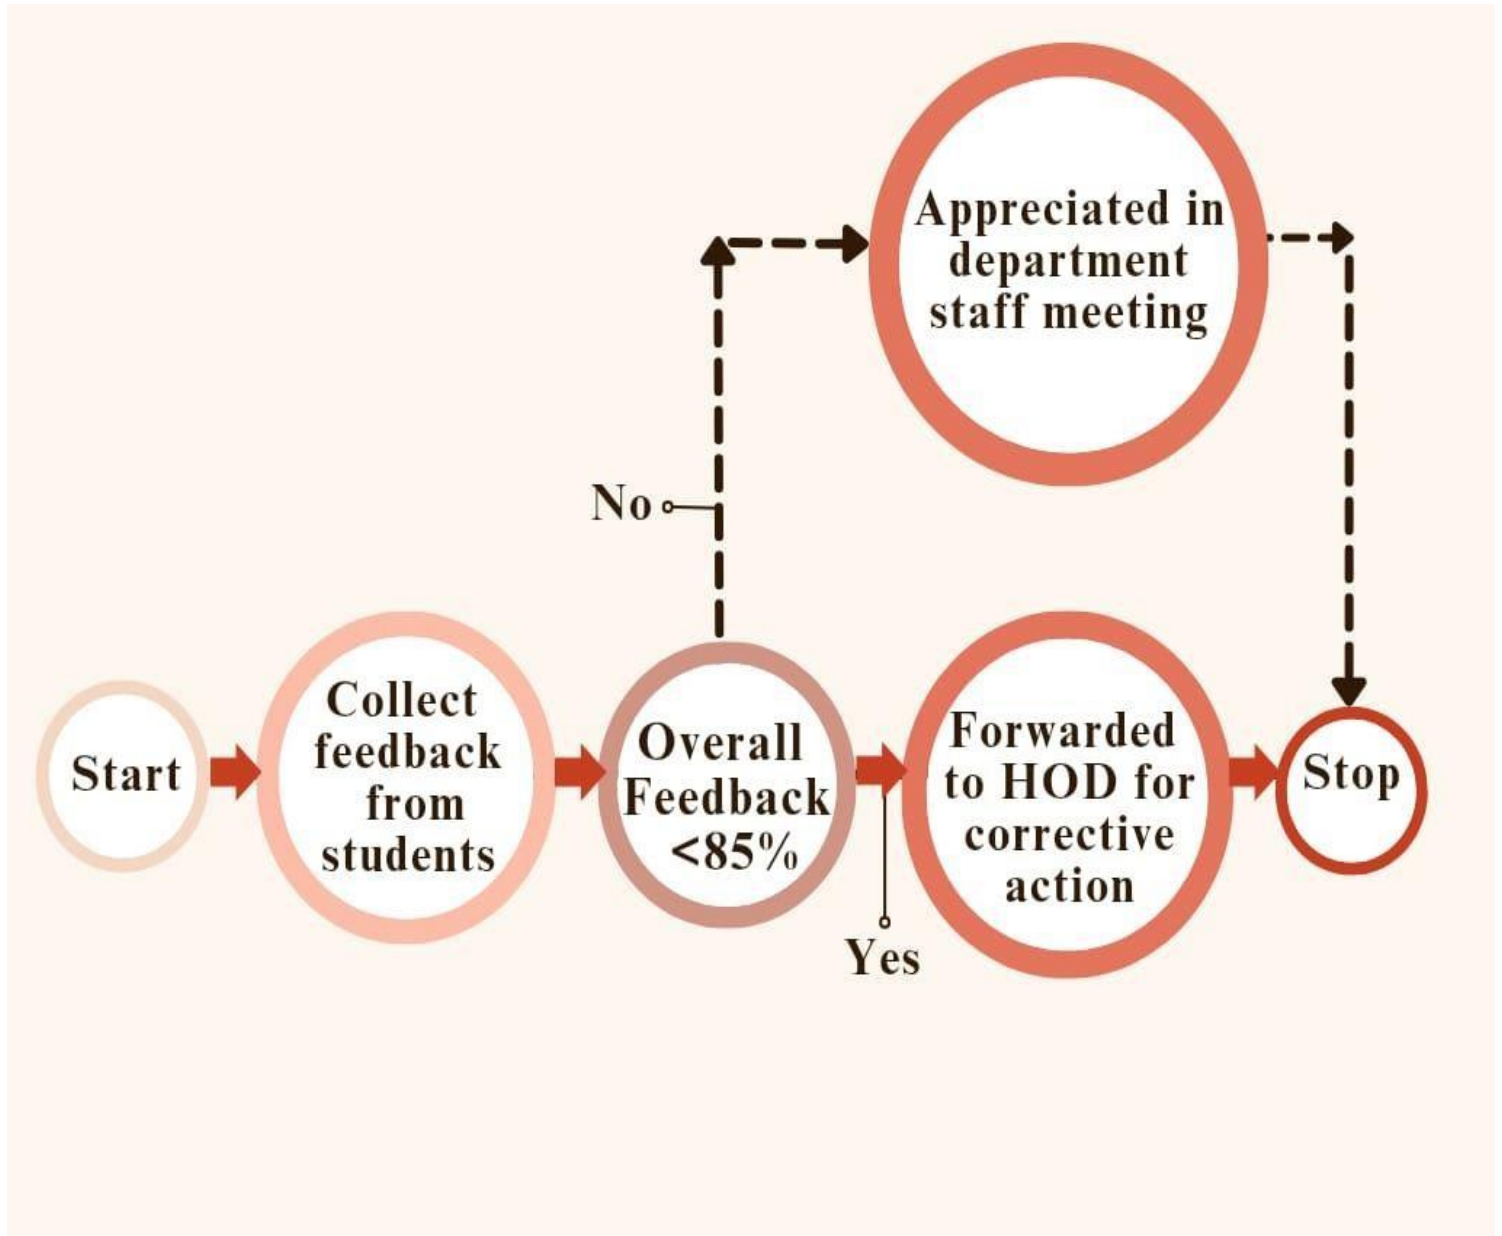 Appreciated in
department
staff meeting
No
Start
Collect
feedback
from
students
Overall
Feedback
<85%
Yes
Forwarded
to HOD for
corrective
action
Stop